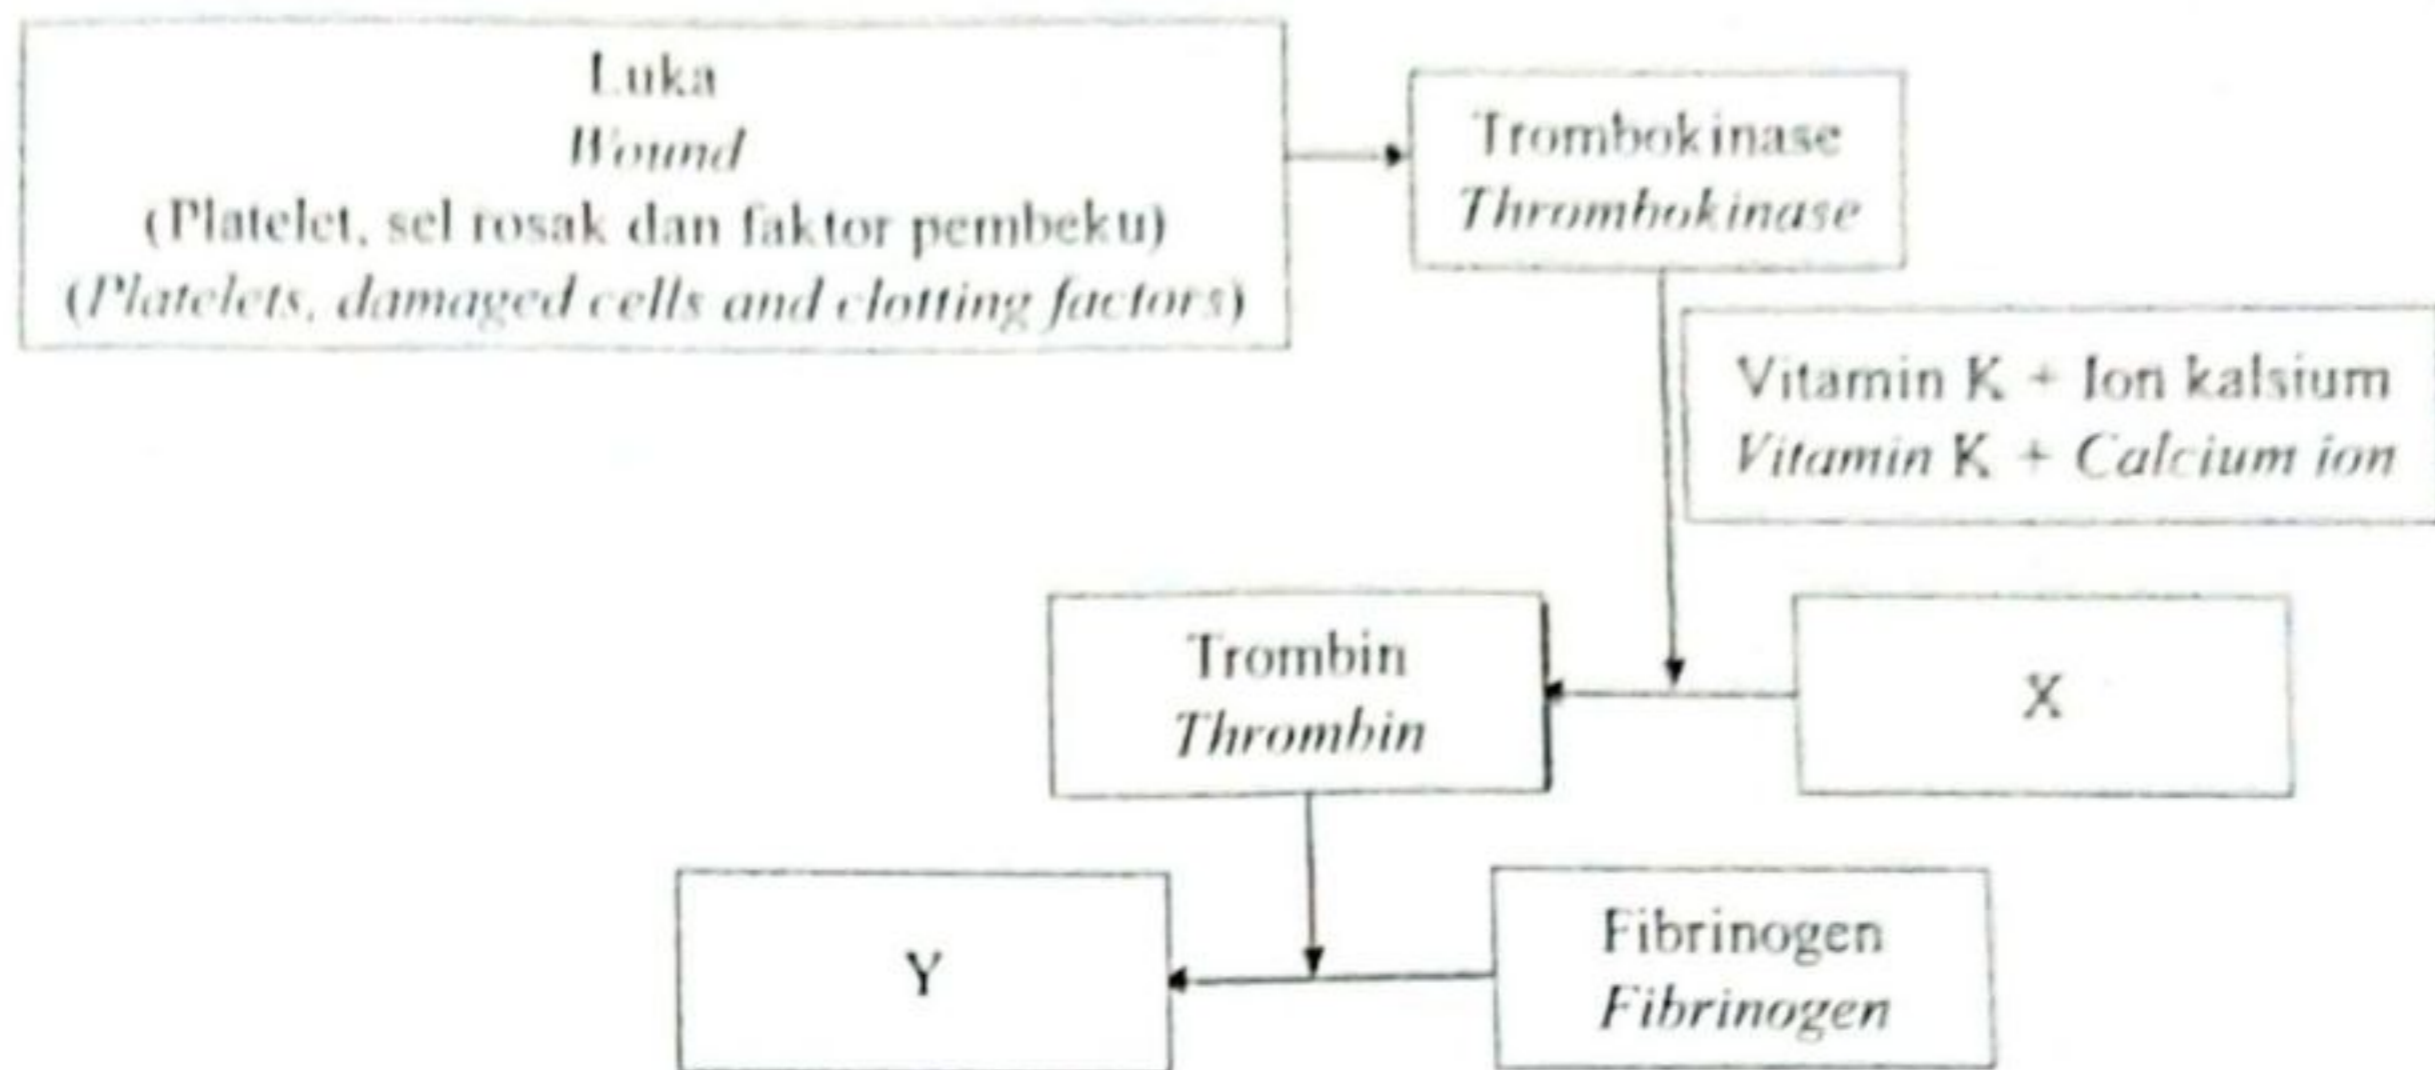 Luka
Wound
(Platelet, sel rosak dan faktor pembeku)
(Platelets, damaged cells and clotting factors)
Trombokinase
Thrombokinase
Vitamin K + Ion kalsium
Vitamin K + Calcium ion
Trombin
Thrombin
X
Y
Fibrinogen
Fibrinogen